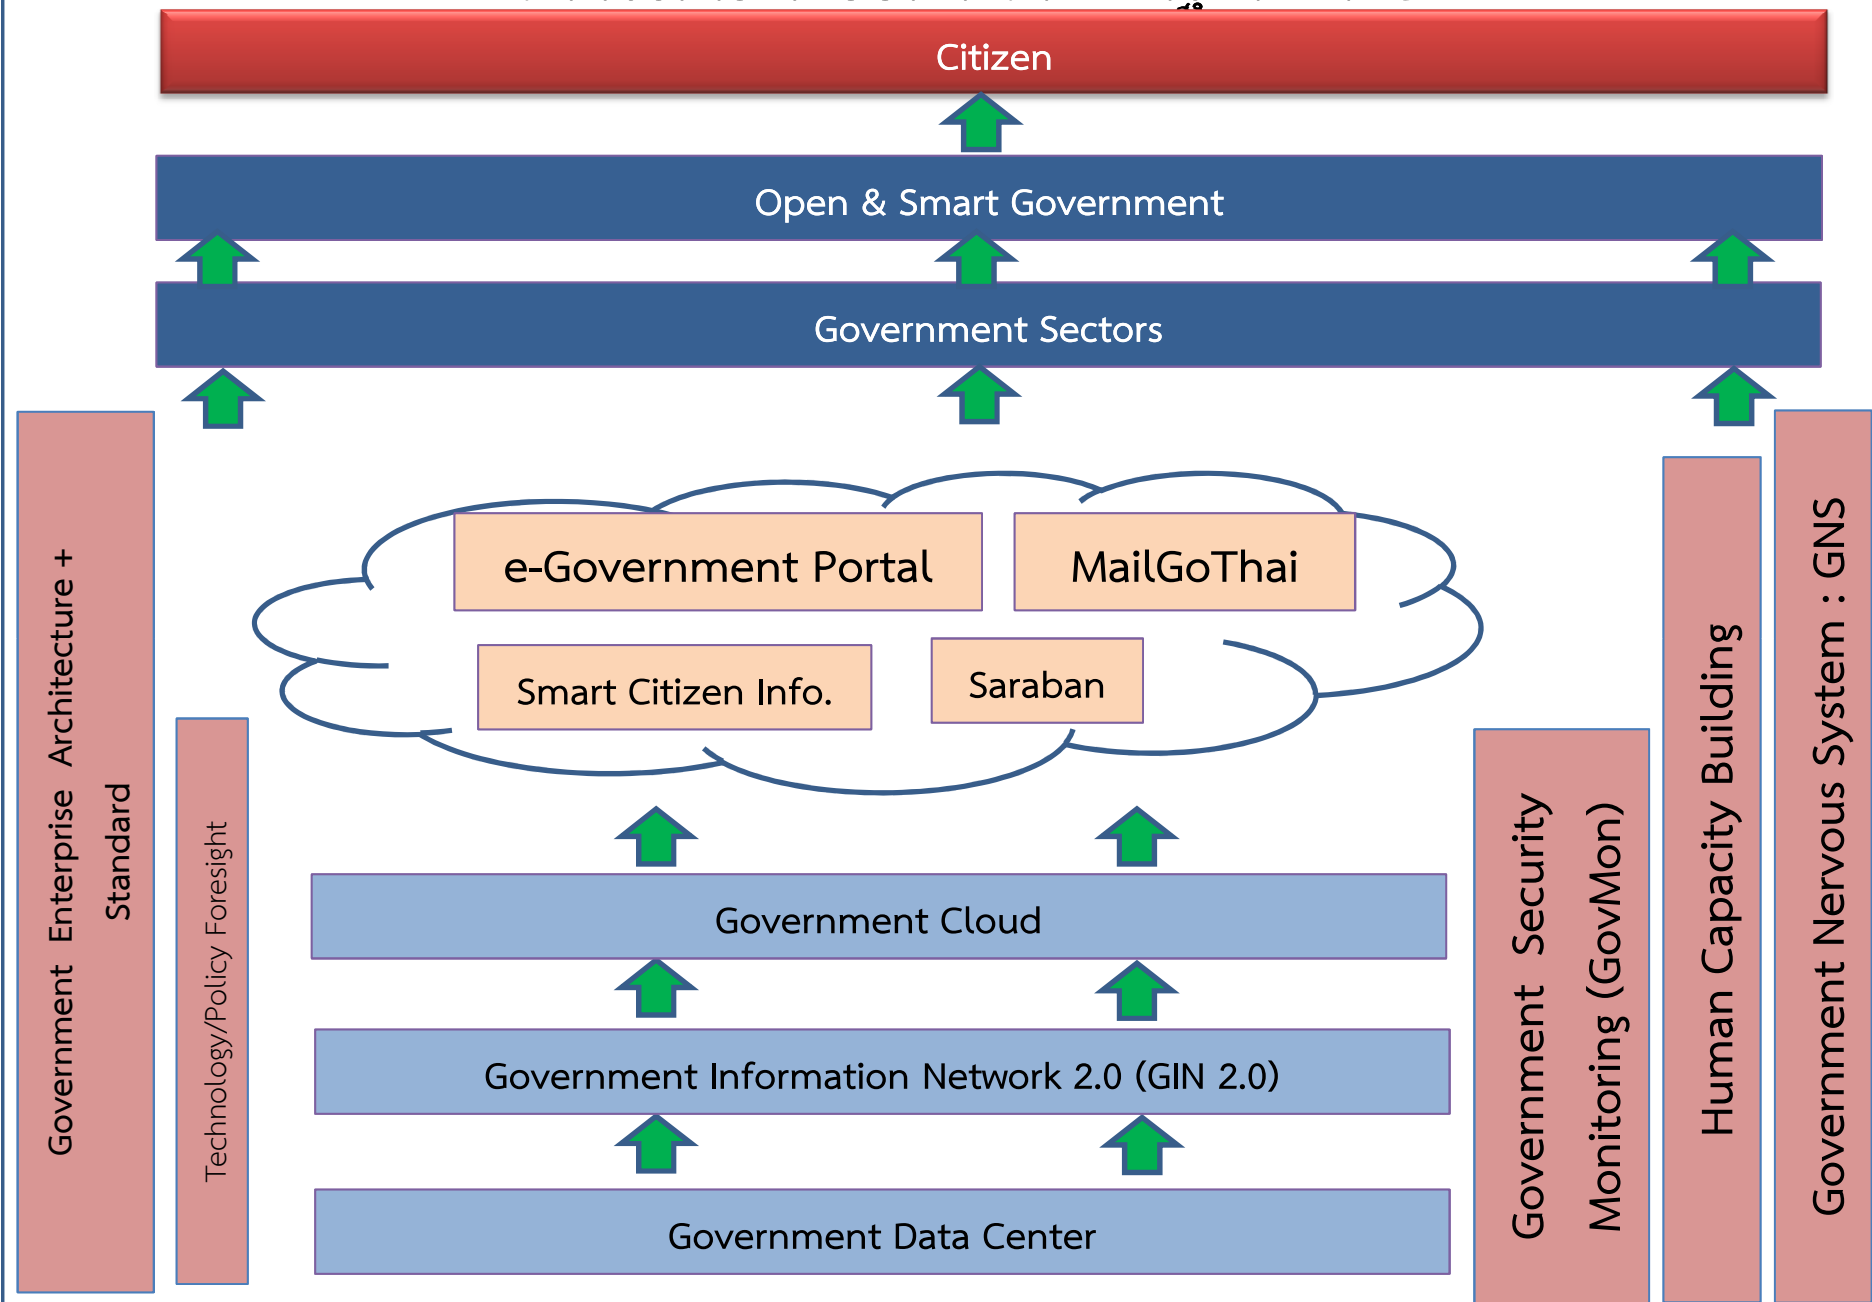 Citizen
Open & Smart Government
Government Sectors
e-Government Portal
MailGoThai
Smart Citizen Info.
Saraban
Government Cloud
Government Information Network 2.0 (GIN 2.0)
Government Data Center
Government Enterprise Architecture +
Standard
Technology/Policy Foresight
Government Security
Monitoring (GovMon)
Human Capacity Building
Government Nervous System : GNS